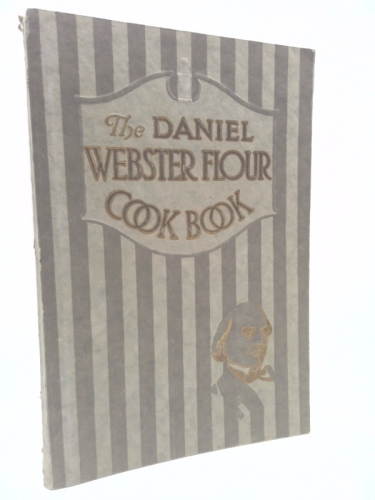 The DANIEL
WEBSTER FLOUR
COOK BOOK